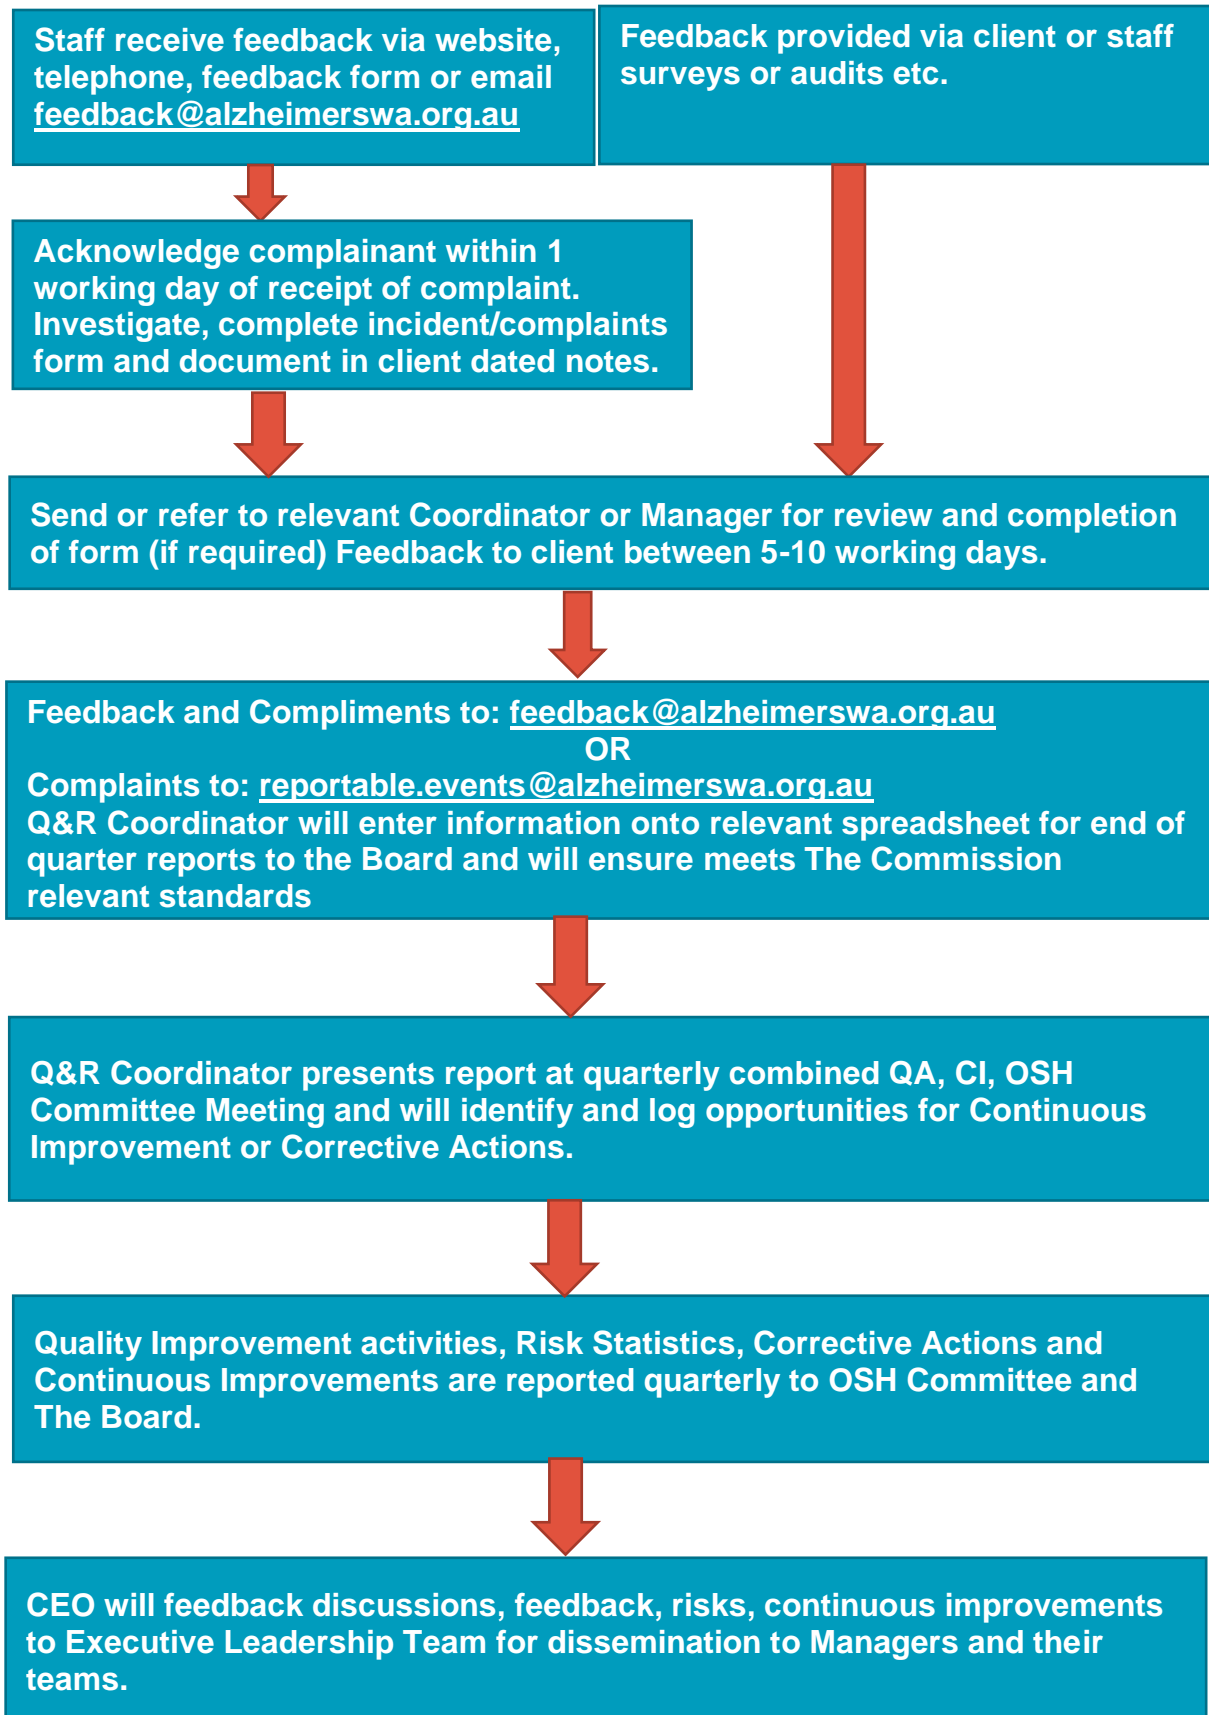 Staff receive feedback via website,
telephone, feedback form or email
feedback@alzheimerswa.org.au
Feedback provided via client or staff
surveys or audits etc.
Acknowledge complainant within 1
working day of receipt of complaint.
Investigate, complete incident/complaints
form and document in client dated notes.
Send or refer to relevant Coordinator or Manager for review and completion
of form (if required) Feedback to client between 5-10 working days.
Feedback and Compliments to: feedback@alzheimerswa.org.au
OR
Complaints to: reportable.events@alzheimerswa.org.au
Q&R Coordinator will enter information onto relevant spreadsheet for end of
quarter reports to the Board and will ensure meets The Commission
relevant standards
Q&R Coordinator presents report at quarterly combined QA, CI, OSH
Committee Meeting and will identify and log opportunities for Continuous
Improvement or Corrective Actions.
Quality Improvement activities, Risk Statistics, Corrective Actions and
Continuous Improvements are reported quarterly to OSH Committee and
The Board.
CEO will feedback discussions, feedback, risks, continuous improvements
to Executive Leadership Team for dissemination to Managers and their
teams.